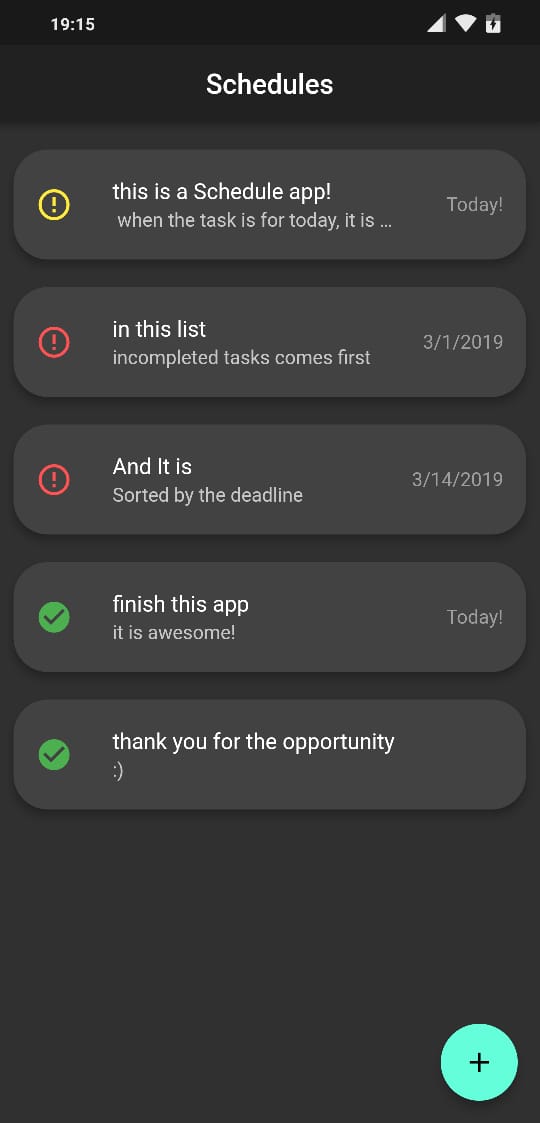 19:15
Schedules
this is a Schedule app!
when the task is for today, it is ...
Today!
in this list
incompleted tasks comes first
3/1/2019
And It is
Sorted by the deadline
3/14/2019
finish this app
it is awesome!
Today!
thank you for the opportunity
:)
+